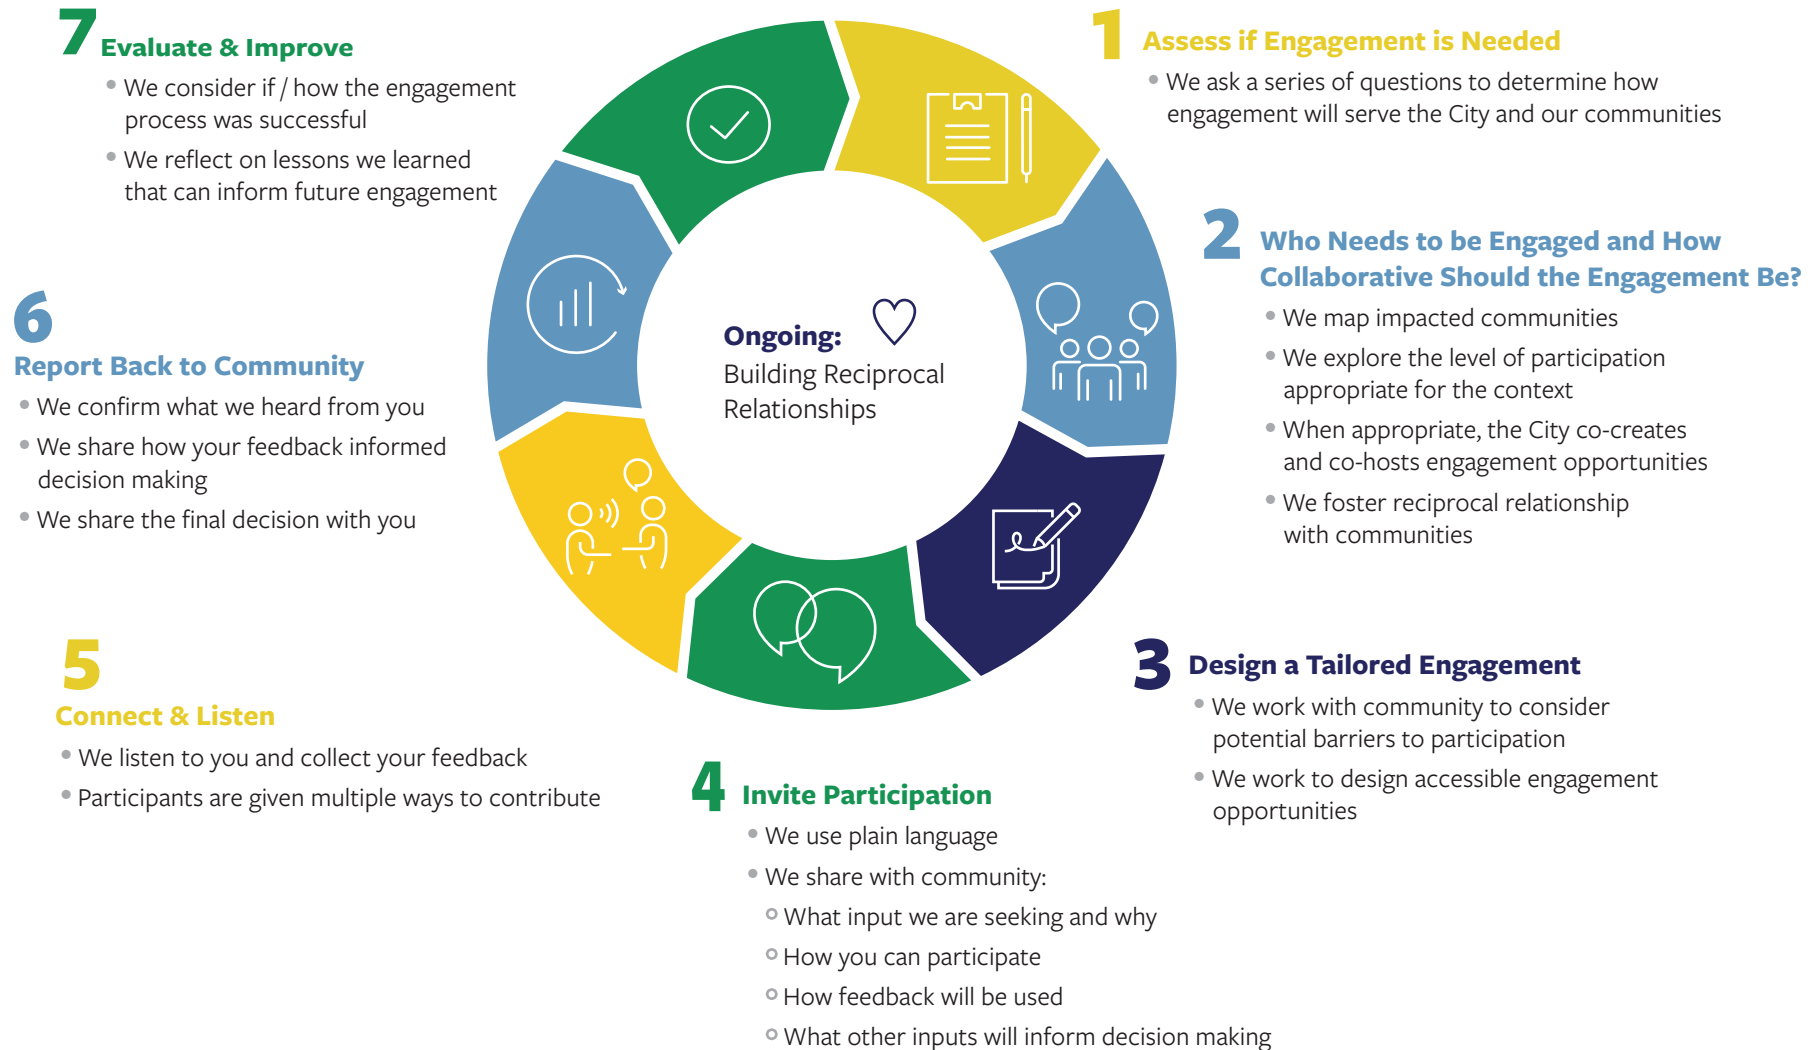 1 Assess if Engagement is Needed
• We ask a series of questions to determine how
engagement will serve the City and our communities
2 Who Needs to be Engaged and How
Collaborative Should the Engagement Be?
• We map impacted communities
• We explore the level of participation
appropriate for the context
• When appropriate, the City co-creates
and co-hosts engagement opportunities
• We foster reciprocal relationship
with communities
3 Design a Tailored Engagement
• We work with community to consider
potential barriers to participation
• We work to design accessible engagement
opportunities
4 Invite Participation
• We use plain language
• We share with community:
○ What input we are seeking and why
○ How you can participate
○ How feedback will be used
○ What other inputs will inform decision making
5
Connect & Listen
• We listen to you and collect your feedback
• Participants are given multiple ways to contribute
6
Report Back to Community
• We confirm what we heard from you
• We share how your feedback informed
decision making
• We share the final decision with you
7 Evaluate & Improve
• We consider if / how the engagement
process was successful
• We reflect on lessons we learned
that can inform future engagement
Ongoing:
Building Reciprocal
Relationships